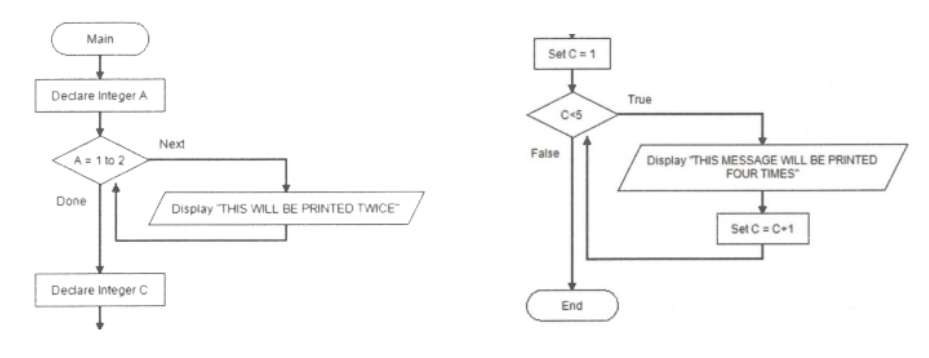 Main
Declare Integer A
A = 1 to 2
Next
Done
Display "THIS WILL BE PRINTED TWICE"
Declare Integer C
Set C = 1
C<5
True
False
Display "THIS MESSAGE WILL BE PRINTED
FOUR TIMES"
Set C = C+1
End